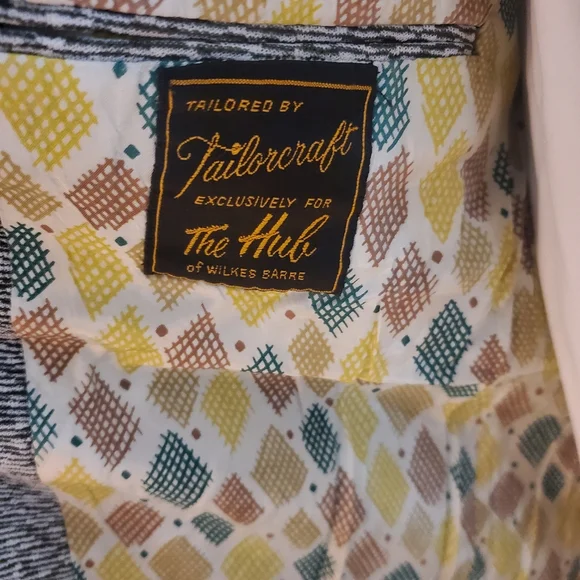 TAILORED BY
Tailorcraft
EXCLUSIVELY FOR
The Hub
of WILKES BARRE